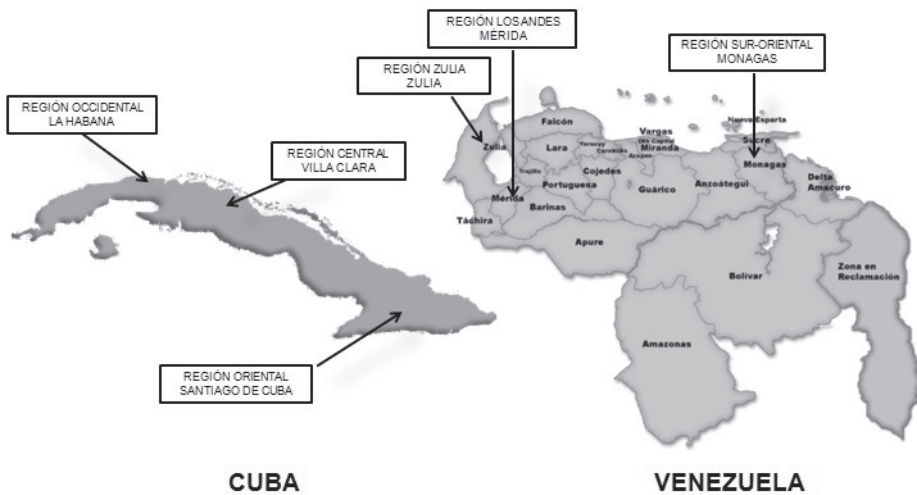 REGIÓN LOSANDES
MÉRIDA
REGIÓN SUR-ORIENTAL
MONAGAS
REGIÓN ZULIA
ZULIA
REGIÓN OCCIDENTAL
LA HABANA
REGIÓN CENTRAL
VILLA CLARA
REGIÓN ORIENTAL
SANTIAGO DE CUBA
Nueva Esparta
Falcón
Vargas
Dto Capital
Sucre
Zulia
Lara
Yaracuy
Carabobo
Miranda
Aragua
Monagas
Trujillo
Cojedes
Delta
Amacuro
Portuguesa
Guárico
Anzoátegui
Mérida
Barinas
Táchira
Apure
Bolívar
Zona en
Reclamación
Amazonas
CUBA
VENEZUELA